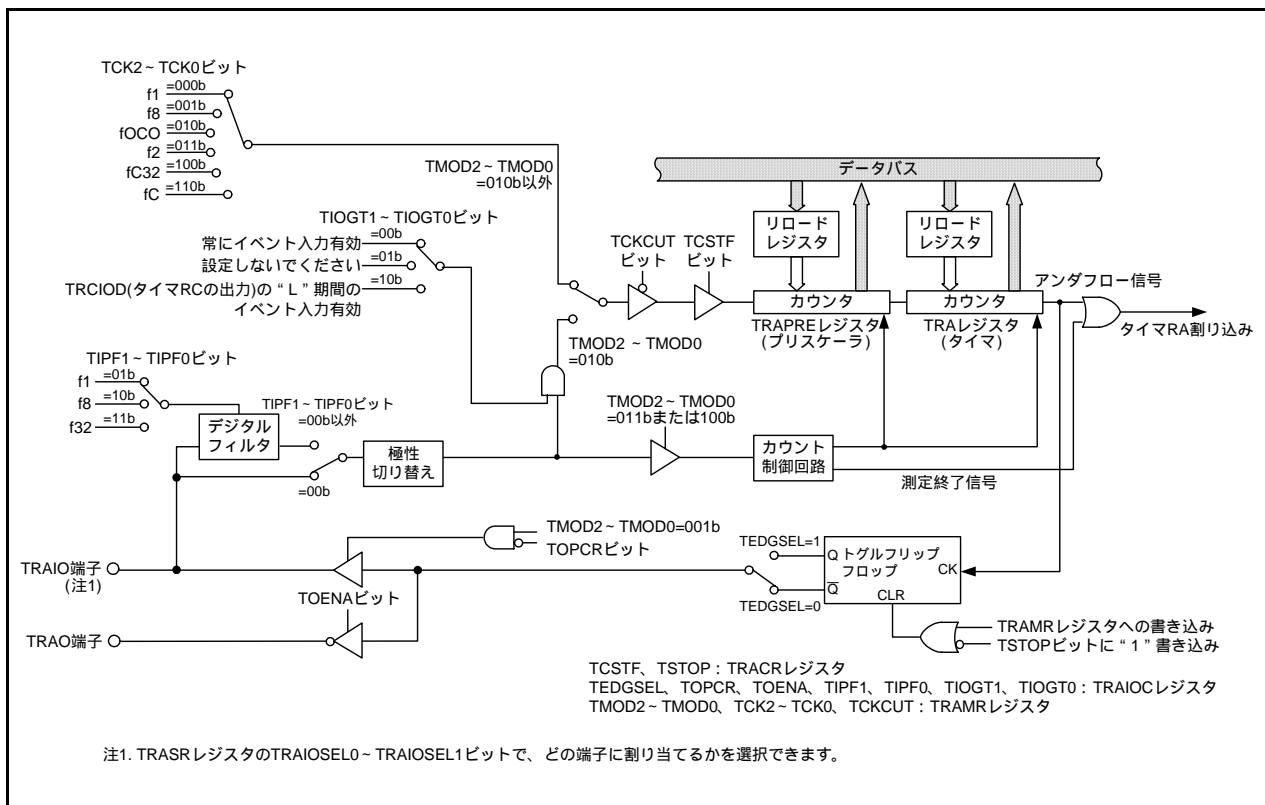 TCK2～TCK0ビット
f1 =000b
f8 =001b
fOCO =010b
f2 =011b
fC32 =100b
fC =110b
TMOD2～TMOD0
=010b以外
TIOGT1～TIOGT0ビット
常にイベント入力有効 =00b
設定しないでください =01b
TRCIOD(タイマRCの出力)の“L”期間の =10b
イベント入力有効
TCKCUT
ビット
TCSTF
ビット
データバス
リロード
レジスタ
リロード
レジスタ
カウンタ
カウンタ
TRAPREレジスタ
(プリスケーラ)
TRAレジスタ
(タイマ)
アンダフロー信号
タイマRA割り込み
TMOD2～TMOD0
=010b
TIPF1～TIPF0ビット
f1 =01b
f8 =10b
f32 =11b
デジタル
フィルタ
TIPF1～TIPF0ビット
=00b以外
=00b
極性
切り替え
TMOD2～TMOD0
=011bまたは100b
カウント
制御回路
測定終了信号
TMOD2～TMOD0=001b
TOPCRビット
TRAIO端子
(注1)
TOENAビット
TRAO端子
TEDGSEL=1
TEDGSEL=0
Q トグルフリップ
フロップ
Q
CK
CLR
TRAMRレジスタへの書き込み
TSTOPビットに“1”書き込み
TCSTF、TSTOP：TRACRレジスタ
TEDGSEL、TOPCR、TOENA、TIPF1、TIPF0、TIOGT1、TIOGT0：TRAIOCレジスタ
TMOD2～TMOD0、TCK2～TCK0、TCKCUT：TRAMRレジスタ
注1. TRASRレジスタのTRAIOSEL0～TRAIOSEL1ビットで、どの端子に割り当てるかを選択できます。